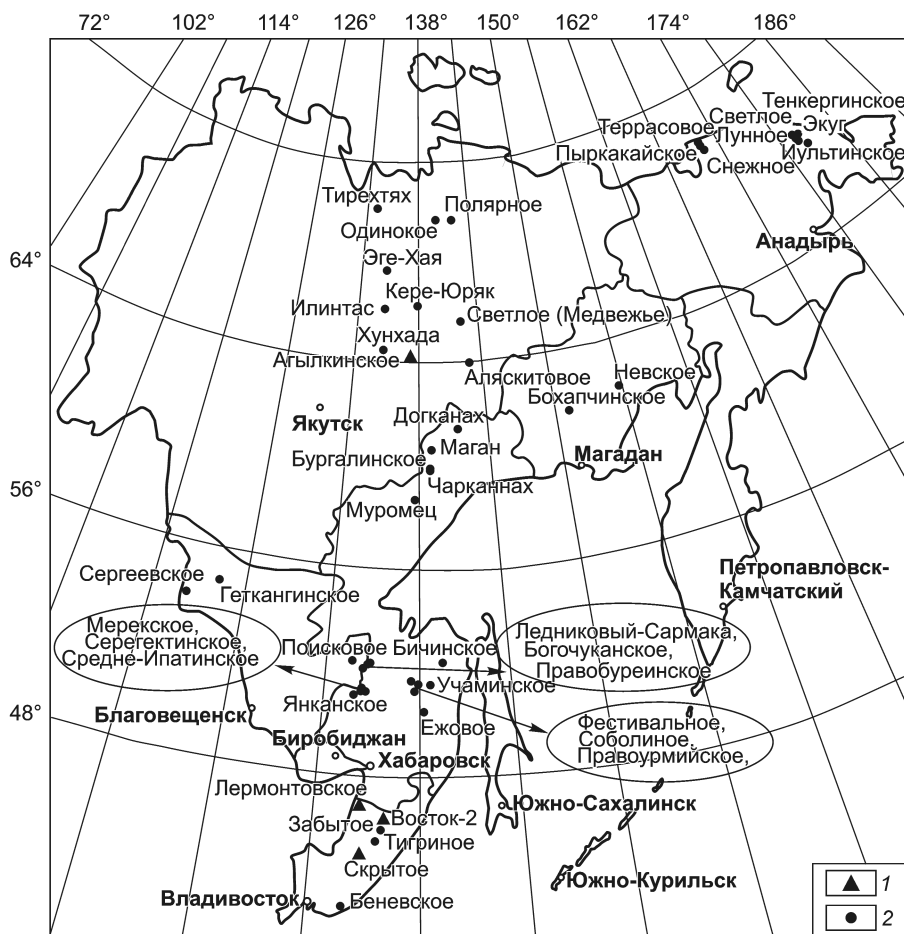 72° 102° 114° 126° 138° 150° 162° 174° 186°
Тенкергинское
Светлое
Экуг
Террасовое
Лунное
Пыркакайское
Иультинское
Снежное
Тирехтях
Полярное
Одинокое
Анадырь
64°
Эге-Хая
Кере-Юряк
Илинтас
Светлое (Медвежье)
Хунхада
Агылкинское
Аляскитовое
Невское
Бохапчинское
Якутск
Догканах
Маган
Магадан
Бургалинское
Чарканнах
56°
Муромец
Сергеевское
Геткангинское
Петропавловск-
Камчатский
Мерекское,
Серегектинское,
Средне-Ипатинское
Поисковое
Бичинское
Ледниковый-Сармака,
Богочуканское,
Правобуреинское
Янканское
Учаминское
48°
Благовещенск
Ежовое
Фестивальное,
Соболиное,
Правоурмийское,
Биробиджан
Хабаровск
Лермонтовское
Забытое
Восток-2
Южно-Сахалинск
Тигриное
Скрытое
Южно-Курильск
Владивосток
Беневское
1
2